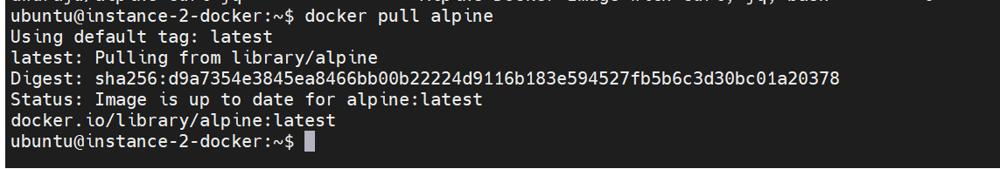 ubuntu@instance-2-docker:~$ docker pull alpine
Using default tag: latest
latest: Pulling from library/alpine
Digest: sha256:d9a7354e3845ea8466bb00b22224d9116b183e594527fb5b6c3d30bc01a20378
Status: Image is up to date for alpine:latest
docker.io/library/alpine:latest
ubuntu@instance-2-docker:~$